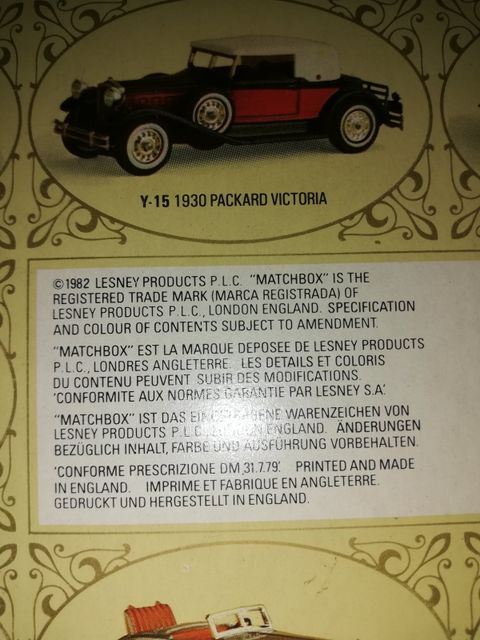 Y-15 1930 PACKARD VICTORIA
©1982 LESNEY PRODUCTS P.L.C. "MATCHBOX" IS THE
REGISTERED TRADE MARK (MARCA REGISTRADA) OF
LESNEY PRODUCTS P.L.C., LONDON ENGLAND. SPECIFICATION
AND COLOUR OF CONTENTS SUBJECT TO AMENDMENT.
"MATCHBOX" EST LA MARQUE DEPOSEE DE LESNEY PRODUCTS
P.L.C., LONDRES ANGLETERRE. LES DETAILS ET COLORIS
DU CONTENU PEUVENT SUBIR DES MODIFICATIONS.
'CONFORMITE AUX NORMES GARANTIE PAR LESNEY S.A.'
"MATCHBOX" IST DAS WARENZEICHEN VON
LESNEY PRODUCTS P.L.C., ENGLAND. ÄNDERUNGEN
BEZÜGLICH INHALT, FARBE UND AUSFÜHRUNG VORBEHALTEN.
'CONFORME PRESCRIZIONE DM 31.7.79'. PRINTED AND MADE
IN ENGLAND. IMPRIME ET FABRIQUE EN ANGLETERRE.
GEDRUCKT UND HERGESTELLT IN ENGLAND.